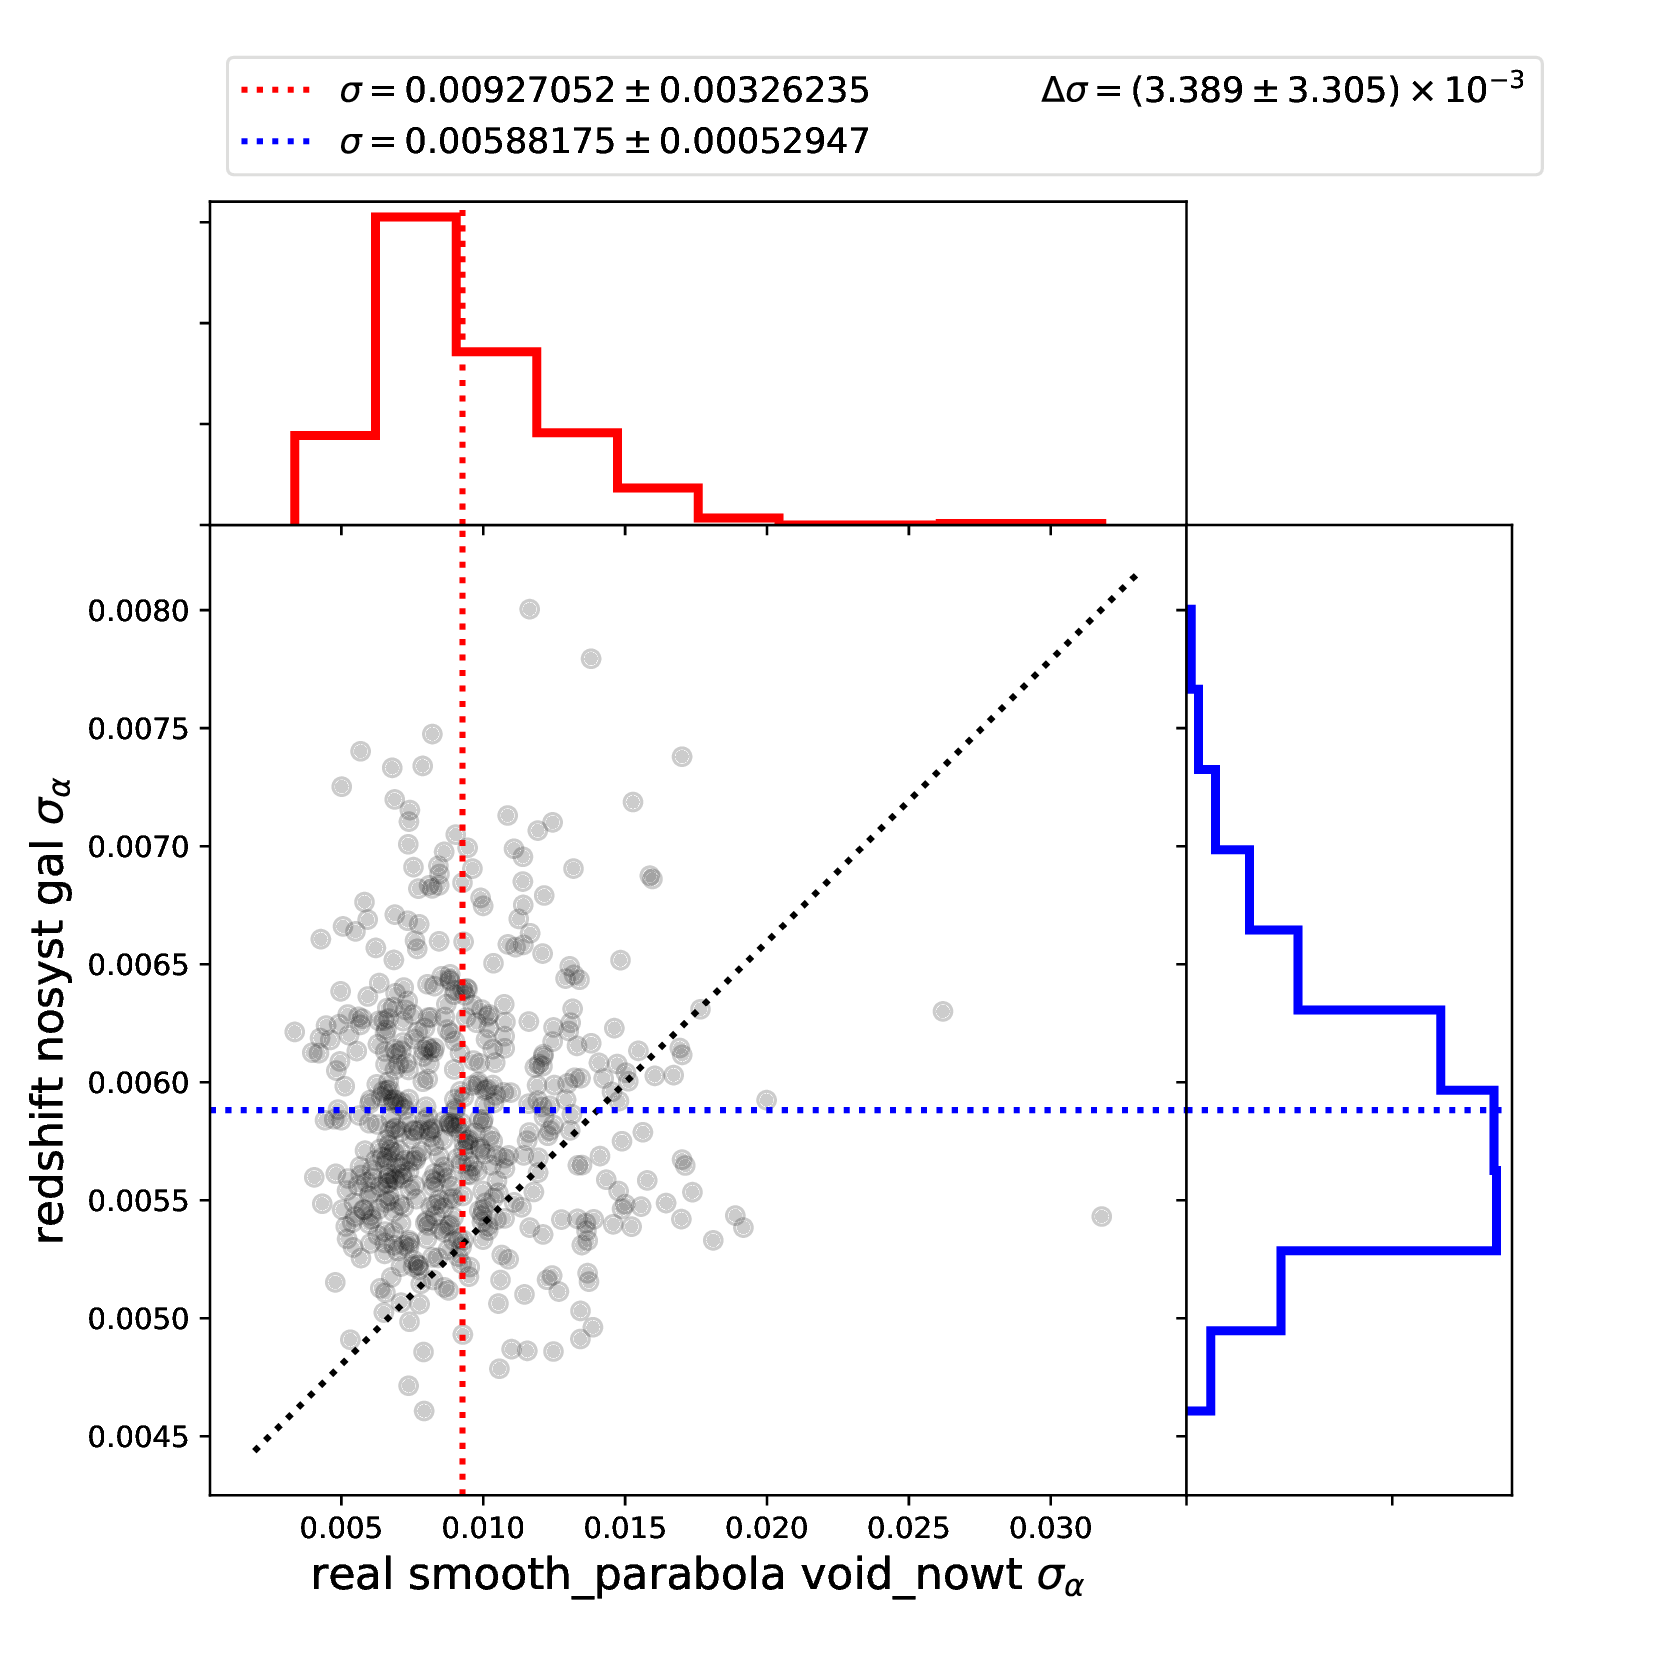 σ = 0.00927052 ± 0.00326235
Δσ = (3.389 ± 3.305) × 10⁻³
σ = 0.00588175 ± 0.00052947
0.0080
0.0075
0.0070
0.0065
0.0060
0.0055
0.0050
0.0045
redshift nosyst gal σ_α
0.005 0.010 0.015 0.020 0.025 0.030
real smooth_parabola void_nowt σ_α